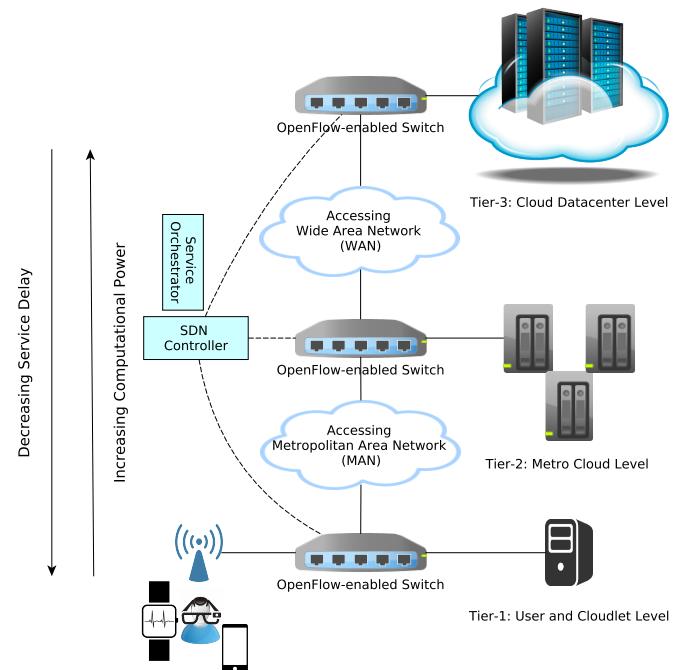 OpenFlow-enabled Switch
Tier-3: Cloud Datacenter Level
Accessing
Wide Area Network
(WAN)
Service
Orchestrator
SDN
Controller
OpenFlow-enabled Switch
Decreasing Service Delay
Increasing Computational Power
Accessing
Metropolitan Area Network
(MAN)
Tier-2: Metro Cloud Level
OpenFlow-enabled Switch
Tier-1: User and Cloudlet Level